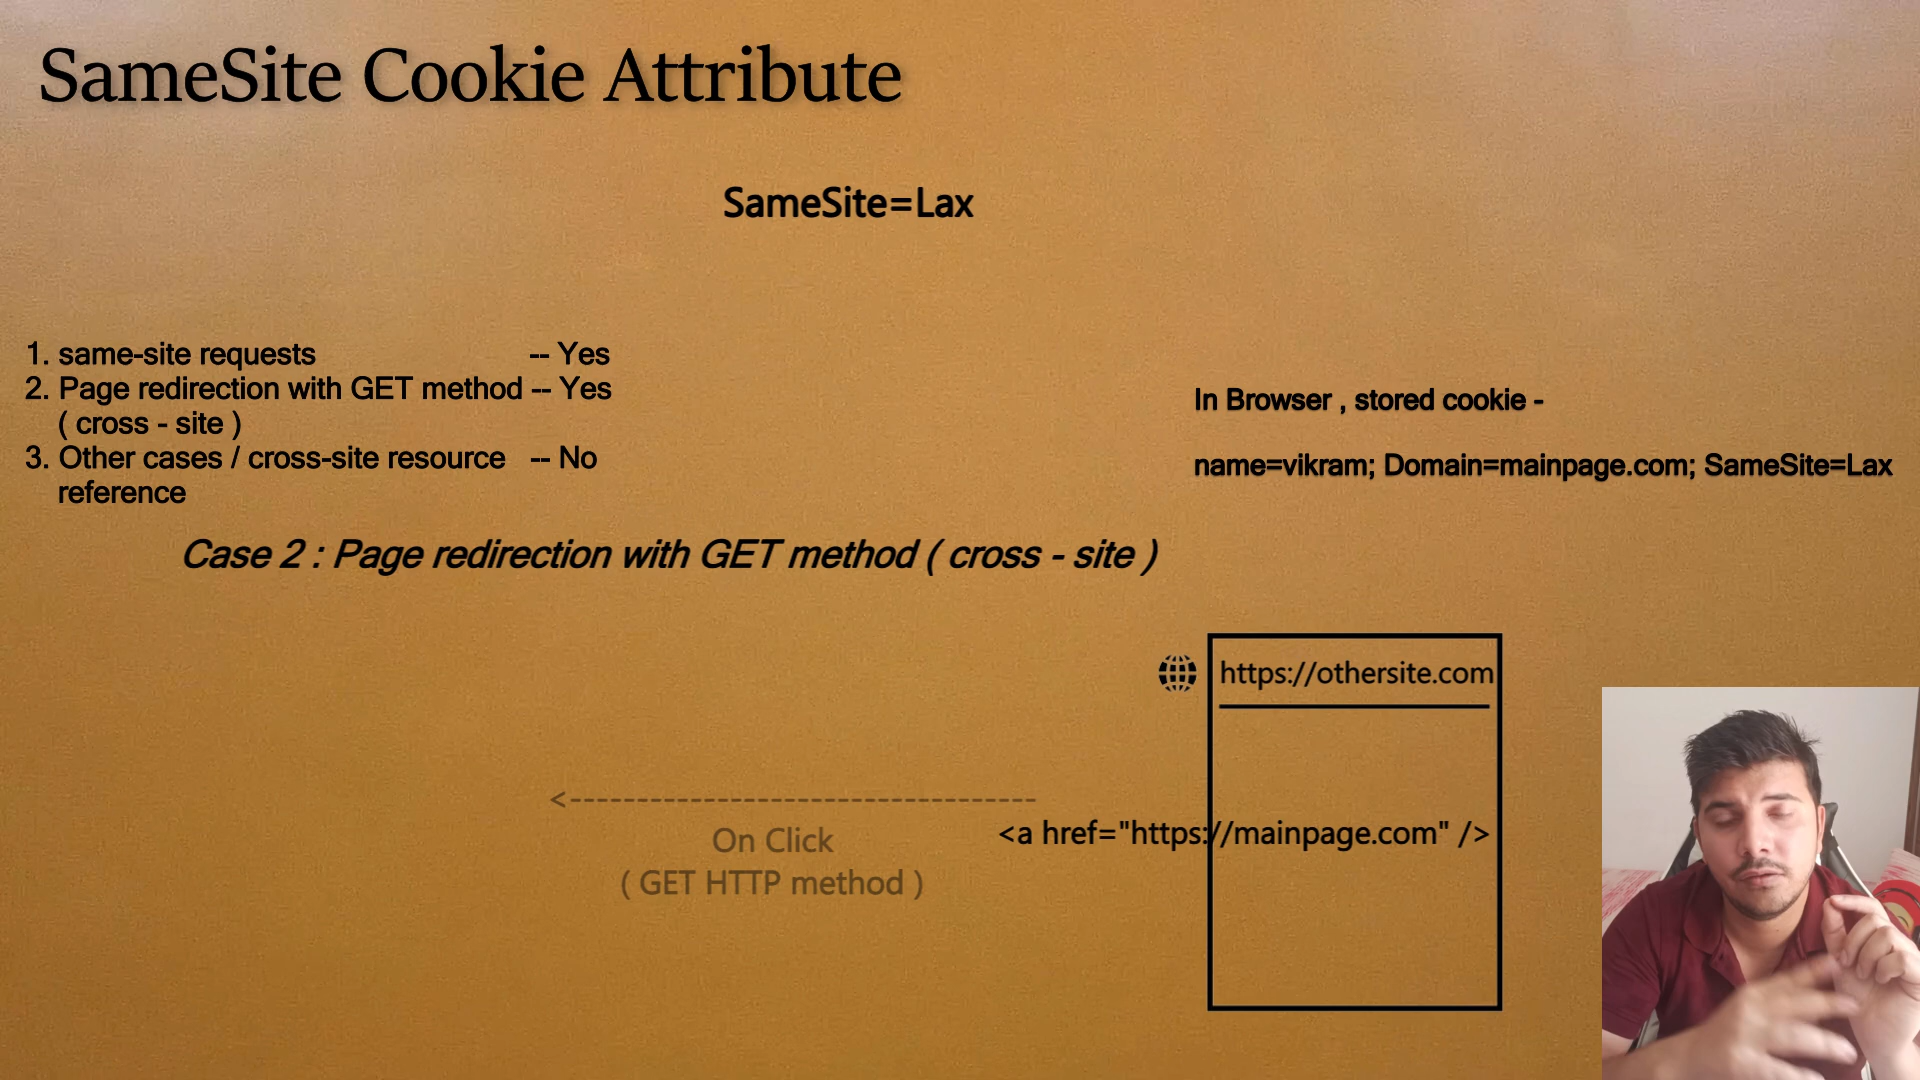 SameSite Cookie Attribute
SameSite=Lax
1. same-site requests -- Yes
2. Page redirection with GET method -- Yes
( cross - site )
3. Other cases / cross-site resource -- No
reference
In Browser , stored cookie -
name=vikram; Domain=mainpage.com; SameSite=Lax
Case 2 : Page redirection with GET method ( cross - site )
https://othersite.com
<-----------------------------------
<a href="https://mainpage.com" />
On Click
( GET HTTP method )